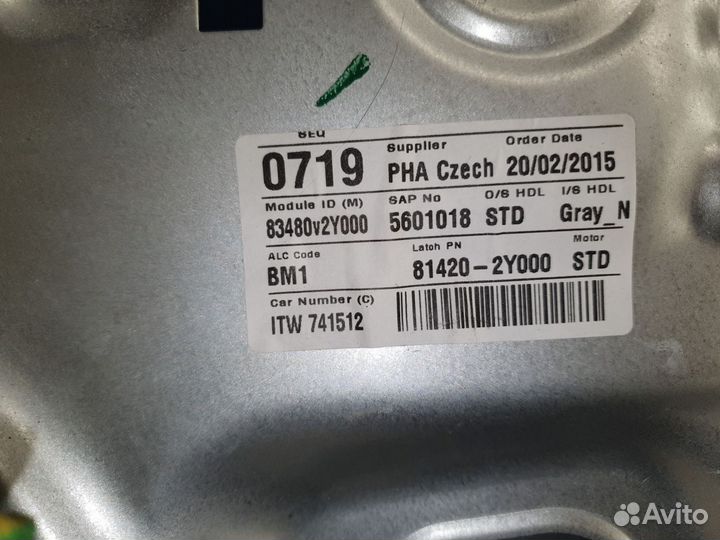 SEQ Supplier Order Date
0719 PHA Czech 20/02/2015
Module ID (M) SAP No O/S HDL I/S HDL
83480v2Y000 5601018 STD Gray_N
ALC Code Latch PN Motor
BM1 81420-2Y000 STD
Car Number (C)
ITW 741512
Avito